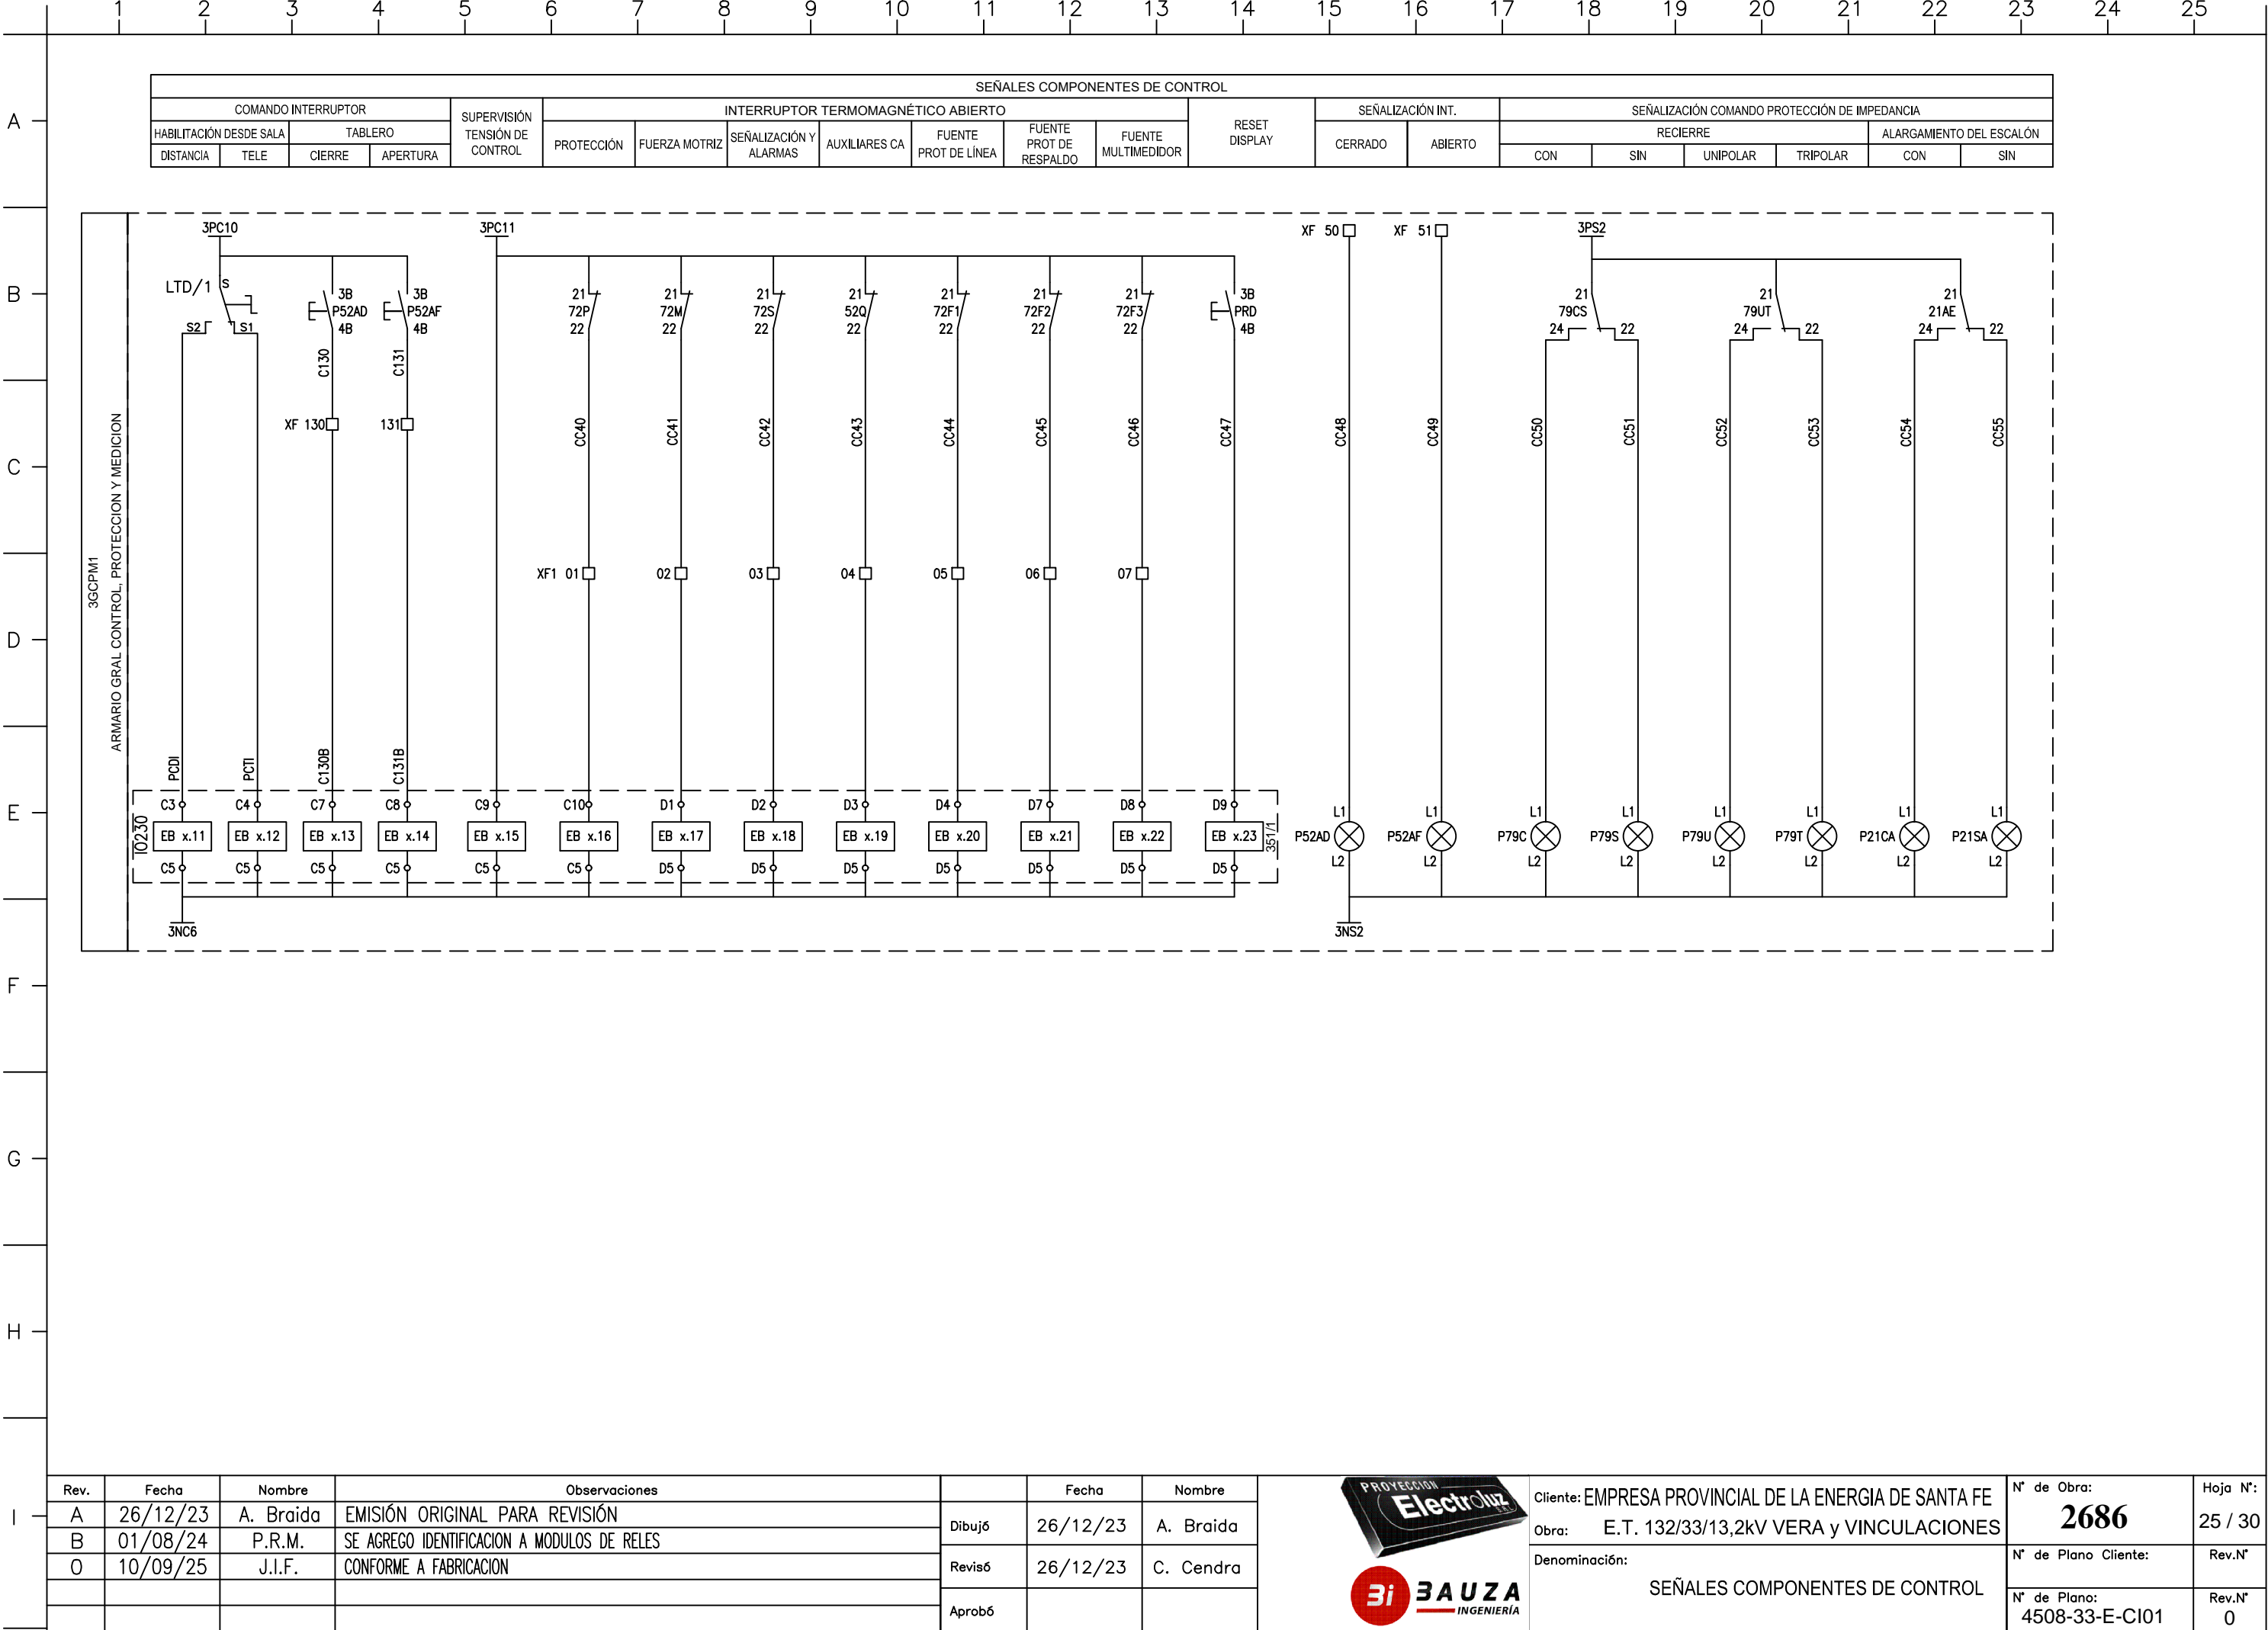 1 2 3 4 5 6 7 8 9 10 11 12 13 14 15 16 17 18 19 20 21 22 23 24 25
A
B
C
D
E
F
G
H
I
SEÑALES COMPONENTES DE CONTROL
COMANDO INTERRUPTOR
HABILITACIÓN DESDE SALA
TABLERO
DISTANCIA
TELE
CIERRE
APERTURA
SUPERVISIÓN
TENSIÓN DE
CONTROL
INTERRUPTOR TERMOMAGNÉTICO ABIERTO
PROTECCIÓN
FUERZA MOTRIZ
SEÑALIZACIÓN Y
ALARMAS
AUXILIARES CA
FUENTE
PROT DE LÍNEA
FUENTE
PROT DE
RESPALDO
FUENTE
MULTIMEDIDOR
RESET
DISPLAY
SEÑALIZACIÓN INT.
CERRADO
ABIERTO
SEÑALIZACIÓN COMANDO PROTECCIÓN DE IMPEDANCIA
RECIERRE
ALARGAMIENTO DEL ESCALÓN
CON
SIN
UNIPOLAR
TRIPOLAR
CON
SIN
3GCPM1
ARMARIO GRAL CONTROL, PROTECCION Y MEDICION
3PC10
3PC11
XF 50
XF 51
3PS2
LTD/1
S
S2
S1
3B
P52AD
4B
3B
P52AF
4B
21
72P
22
21
72M
22
21
72S
22
21
52Q
22
21
72F1
22
21
72F2
22
21
72F3
22
3B
PRD
4B
21
79CS
24 22
21
79UT
24 22
21
21AE
24 22
C130
C131
XF 130
131
CC40
CC41
CC42
CC43
CC44
CC45
CC46
CC47
CC48
CC49
CC50
CC51
CC52
CC53
CC54
CC55
XF1 01
02
03
04
05
06
07
PCDI
PCTI
C130B
C131B
IO230
351/1
C3 C4 C7 C8 C9 C10 D1 D2 D3 D4 D7 D8 D9
EB x.11
EB x.12
EB x.13
EB x.14
EB x.15
EB x.16
EB x.17
EB x.18
EB x.19
EB x.20
EB x.21
EB x.22
EB x.23
C5 C5 C5 C5 C5 C5 D5 D5 D5 D5 D5 D5 D5
L1 L1 L1 L1 L1 L1 L1 L1
P52AD
P52AF
P79C
P79S
P79U
P79T
P21CA
P21SA
L2 L2 L2 L2 L2 L2 L2 L2
3NC6
3NS2
Rev. Fecha Nombre Observaciones
A 26/12/23 A. Braida EMISIÓN ORIGINAL PARA REVISIÓN
B 01/08/24 P.R.M. SE AGREGO IDENTIFICACION A MODULOS DE RELES
0 10/09/25 J.I.F. CONFORME A FABRICACION
Fecha Nombre
Dibujó 26/12/23 A. Braida
Revisó 26/12/23 C. Cendra
Aprobó
PROYECCION
Electroluz
S.R.L.
3i BAUZA
INGENIERÍA
Cliente: EMPRESA PROVINCIAL DE LA ENERGIA DE SANTA FE
Obra: E.T. 132/33/13,2kV VERA y VINCULACIONES
Denominación:
SEÑALES COMPONENTES DE CONTROL
N° de Obra:
2686
Hoja N°:
25 / 30
N° de Plano Cliente:
Rev.N°
N° de Plano:
4508-33-E-CI01
Rev.N°
0